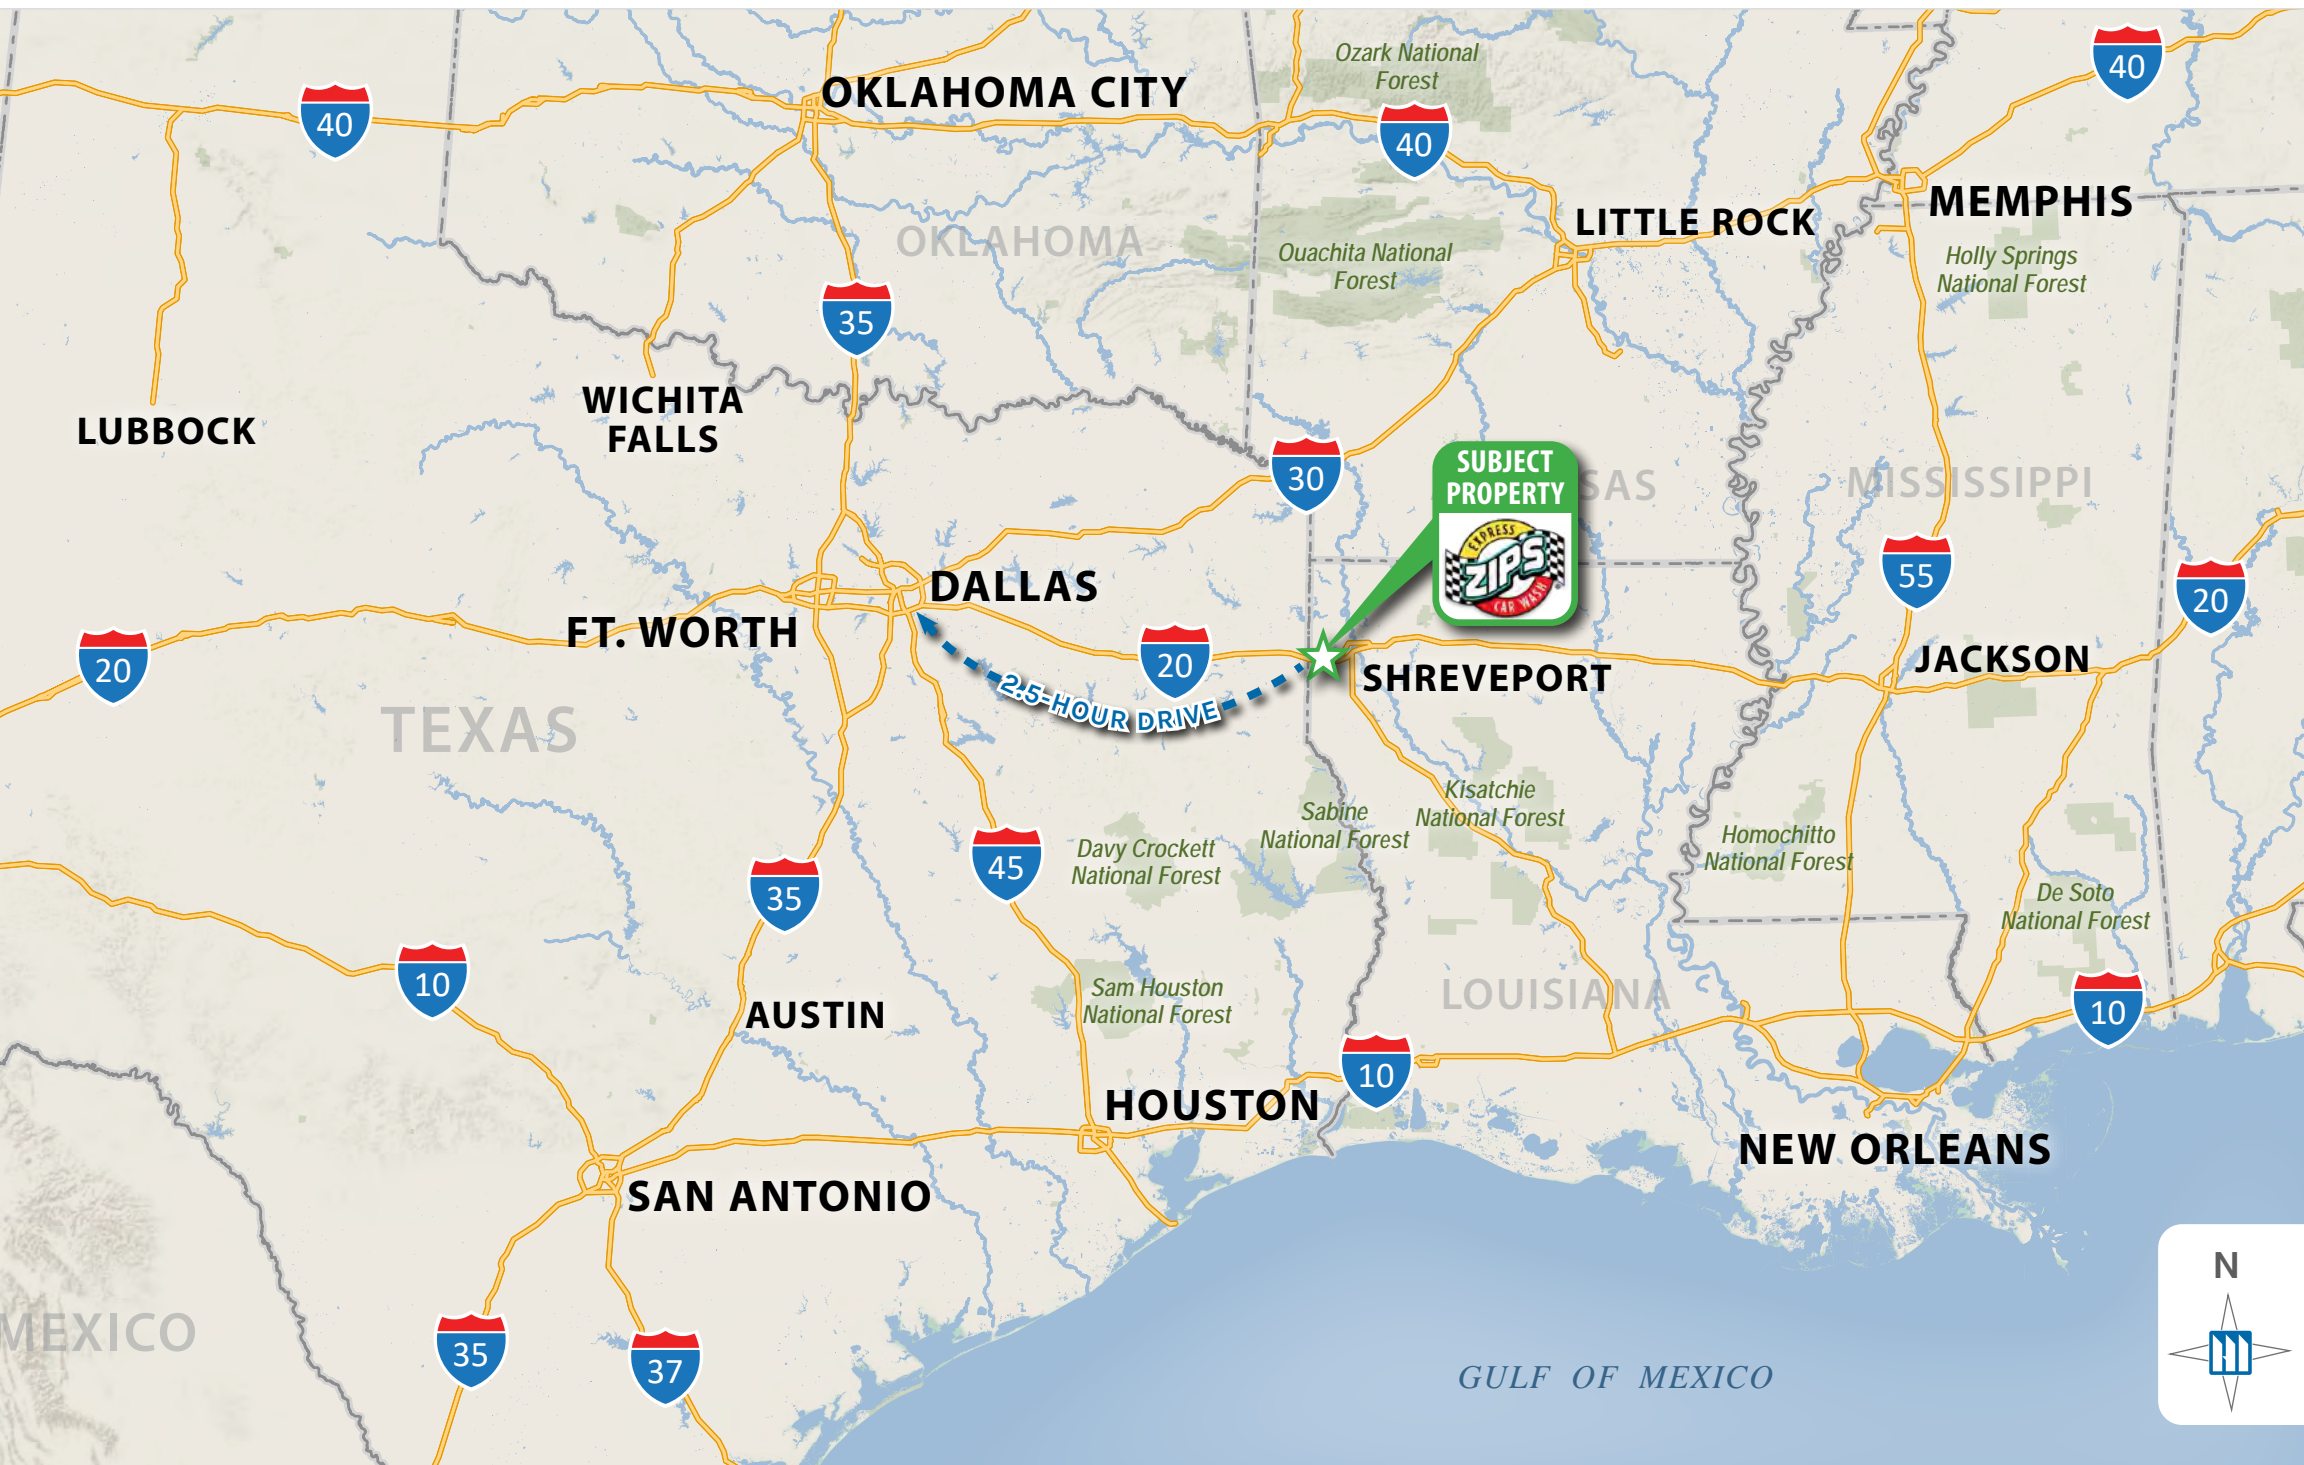 Ozark National
Forest
40
OKLAHOMA CITY
40
40
MEMPHIS
LITTLE ROCK
OKLAHOMA
Ouachita National
Forest
Holly Springs
National Forest
35
WICHITA
FALLS
LUBBOCK
30
SUBJECT
PROPERTY
EXPRESS
ZIPS
CAR WASH
SAS
MISSISSIPPI
55
20
DALLAS
FT. WORTH
20
20
SHREVEPORT
JACKSON
2.5-HOUR DRIVE
TEXAS
Kisatchie
National Forest
Sabine
National Forest
Davy Crockett
National Forest
45
35
Homochitto
National Forest
De Soto
National Forest
10
Sam Houston
National Forest
LOUISIANA
10
AUSTIN
10
HOUSTON
NEW ORLEANS
SAN ANTONIO
N
MEXICO
35
37
GULF OF MEXICO